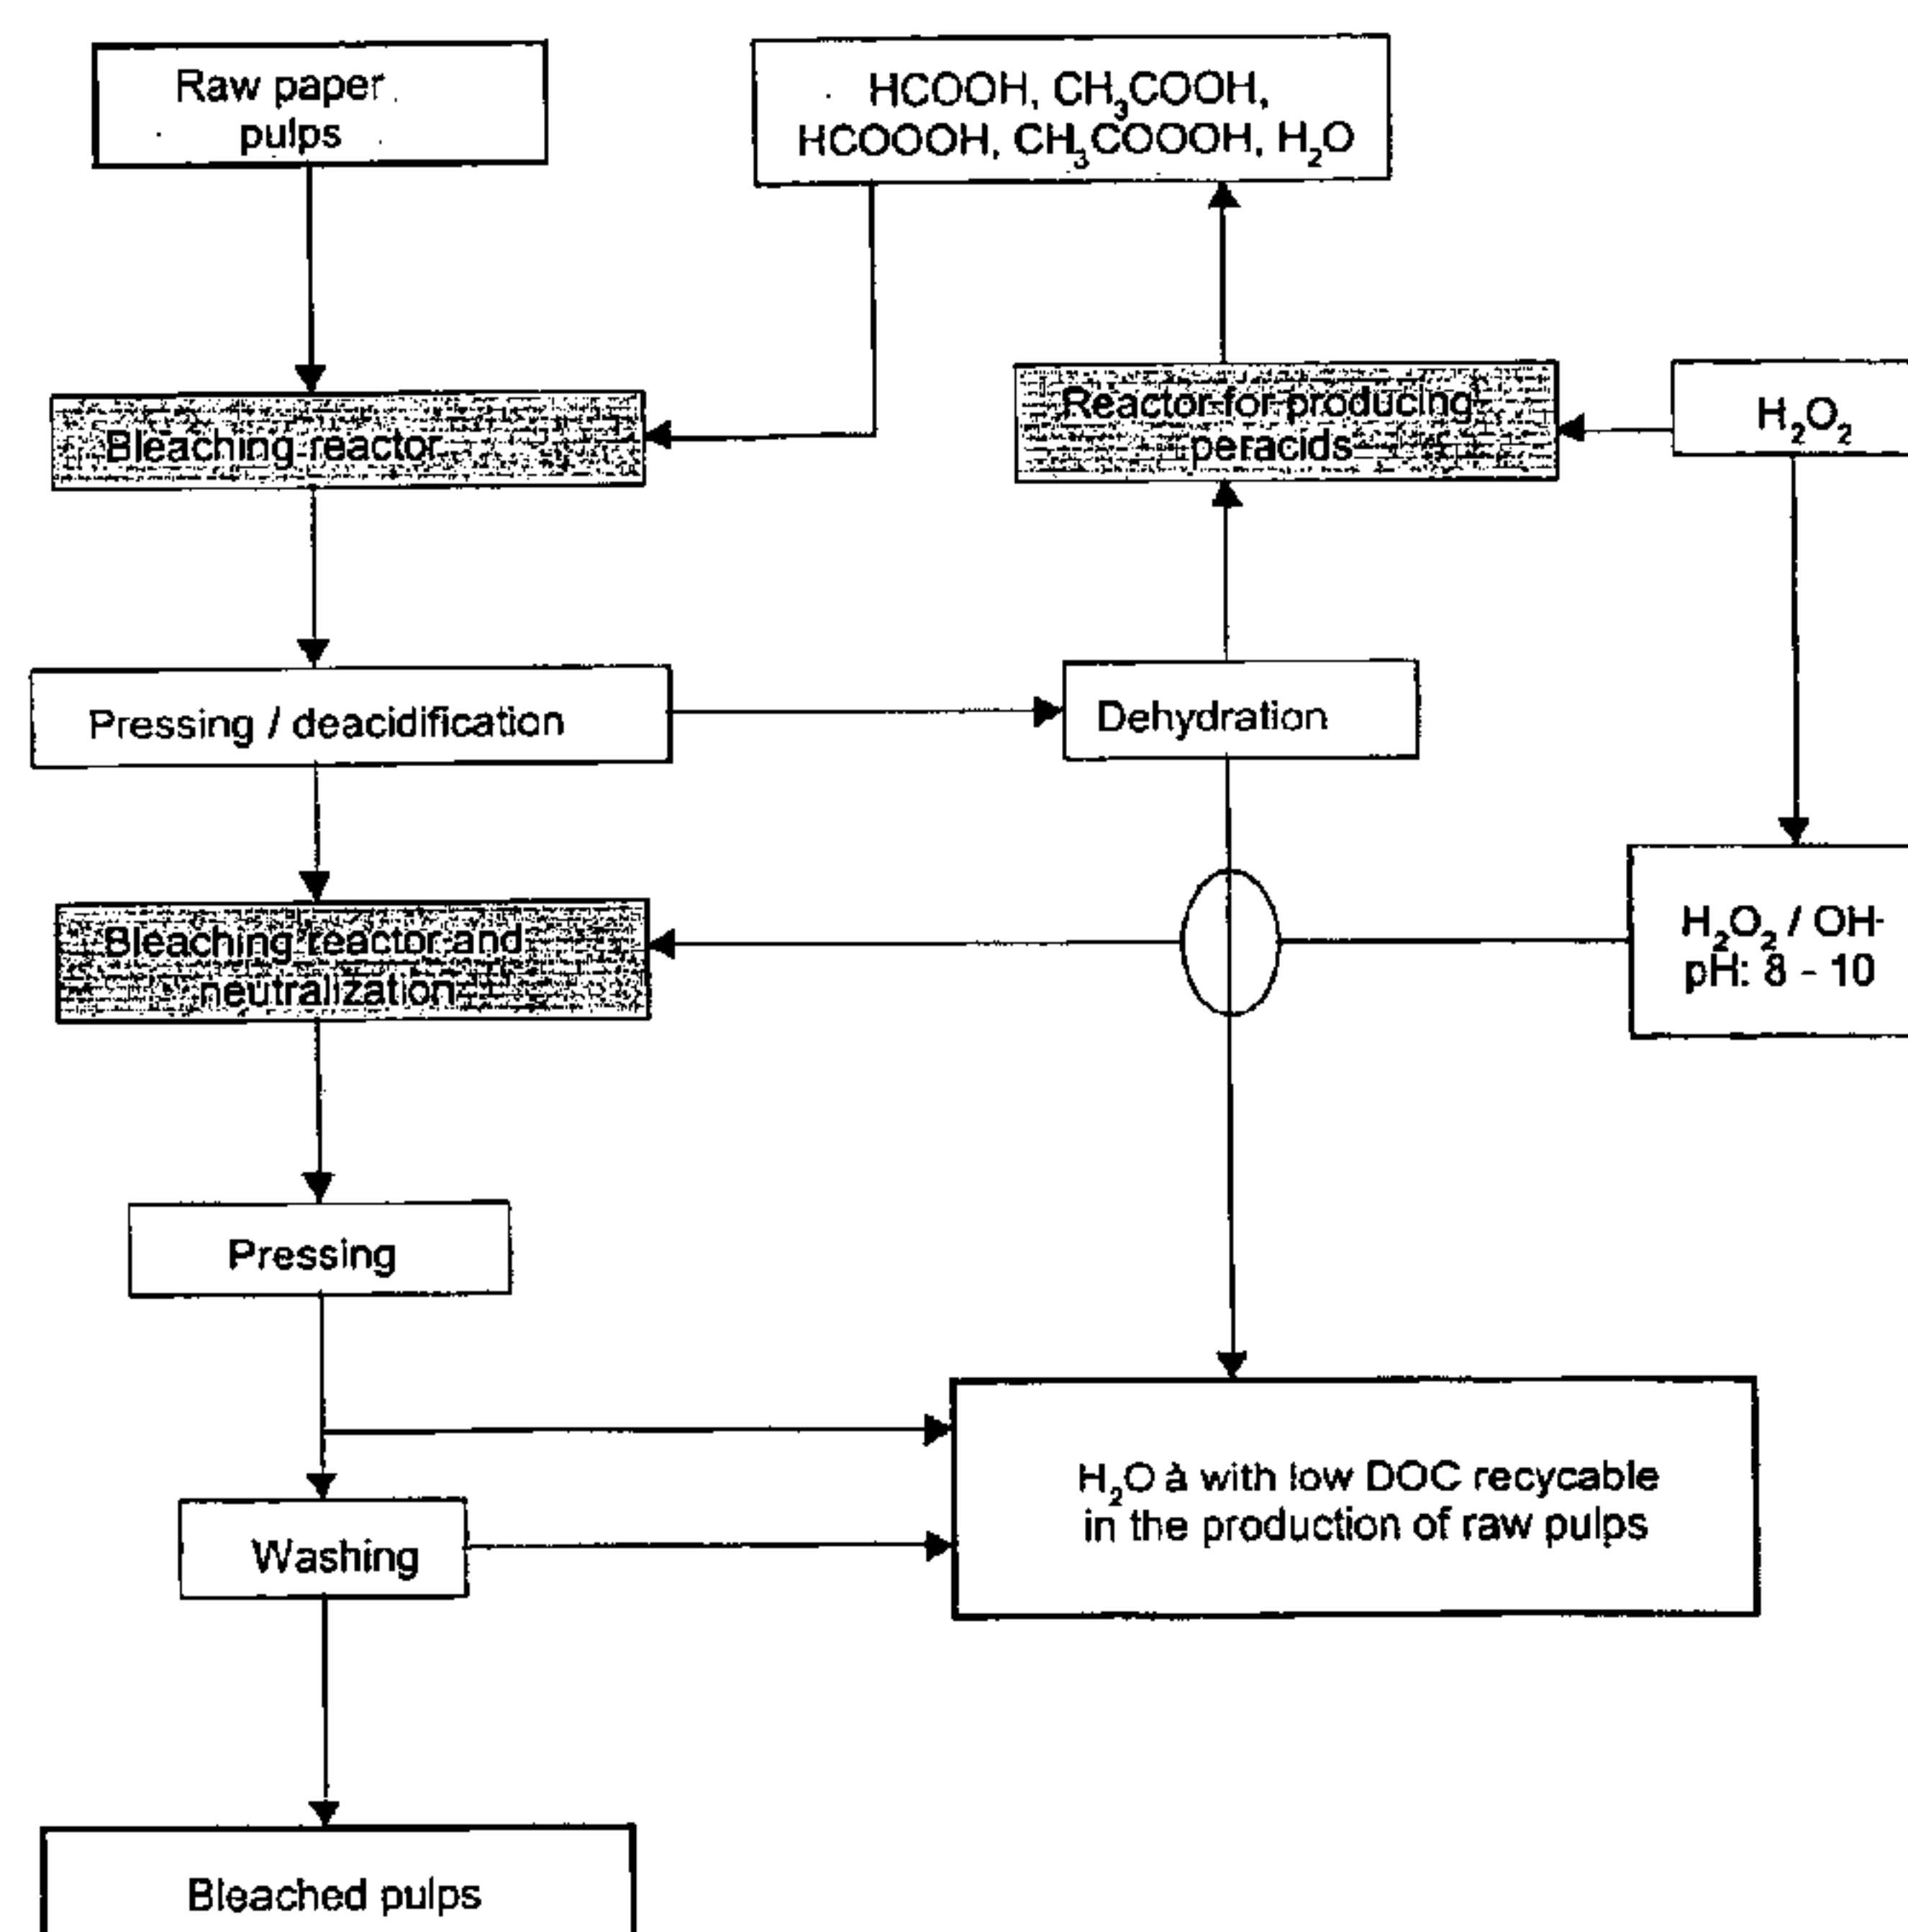 Raw paper
pulps
HCOOH, CH₃COOH,
HCOOOH, CH₃COOOH, H₂O
Bleaching reactor
Reactor for producing
peracids
H₂O₂
Pressing / deacidification
Dehydration
Bleaching reactor and
neutralization
H₂O₂ / OH-
pH: 8 - 10
Pressing
H₂O à with low DOC recycable
in the production of raw pulps
Washing
Bleached pulps